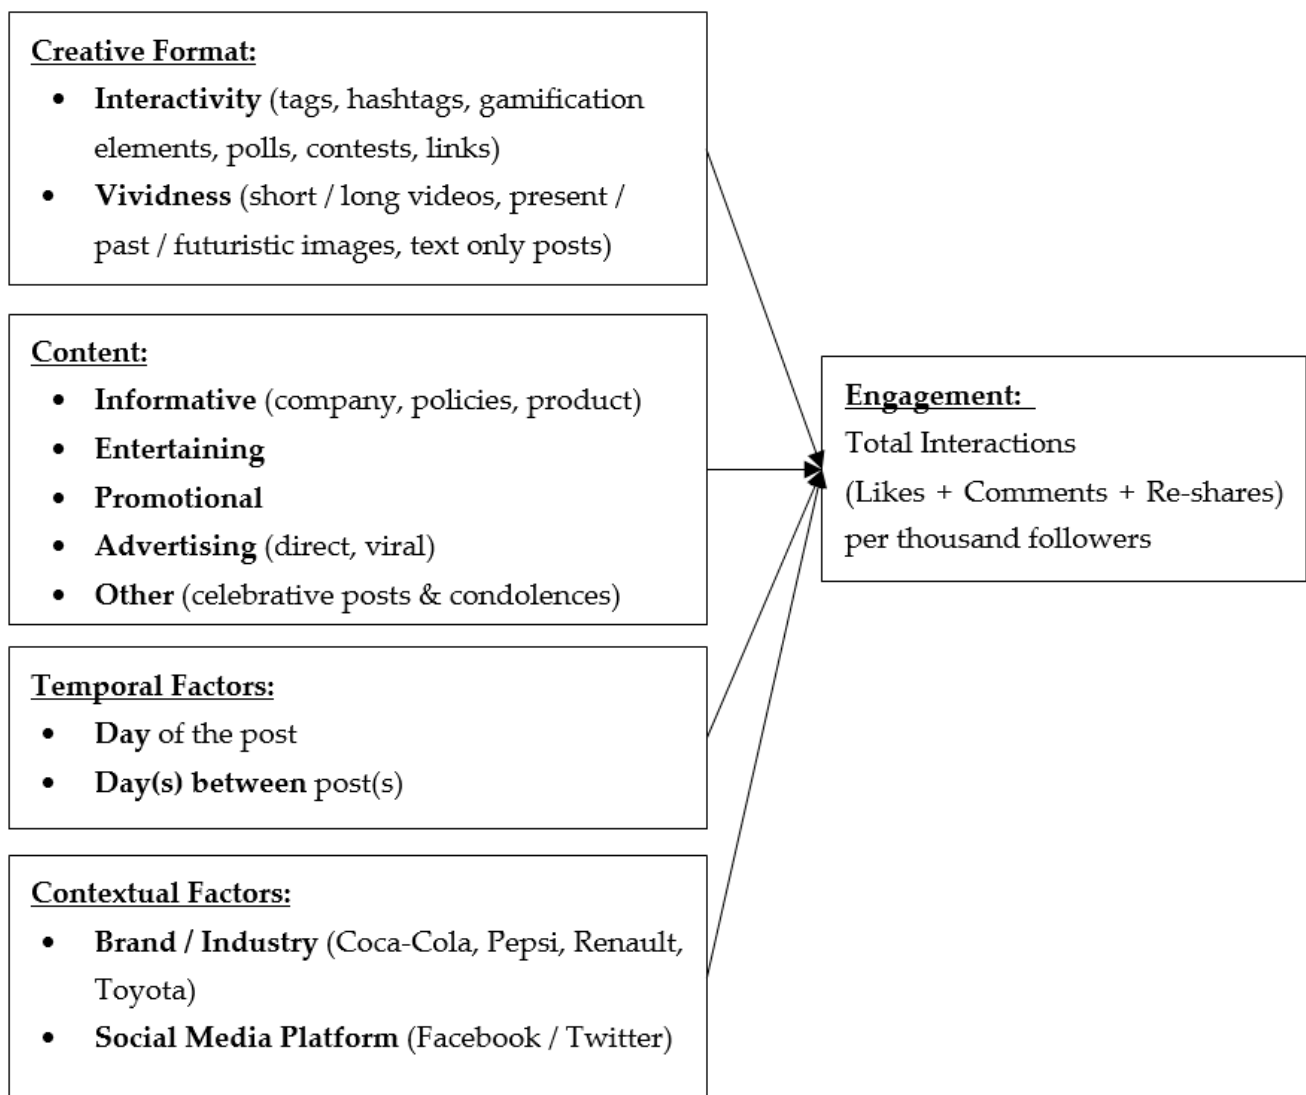 Creative Format:
• Interactivity (tags, hashtags, gamification
elements, polls, contests, links)
• Vividness (short / long videos, present /
past / futuristic images, text only posts)
Content:
• Informative (company, policies, product)
• Entertaining
• Promotional
• Advertising (direct, viral)
• Other (celebrative posts & condolences)
Temporal Factors:
• Day of the post
• Day(s) between post(s)
Contextual Factors:
• Brand / Industry (Coca-Cola, Pepsi, Renault,
Toyota)
• Social Media Platform (Facebook / Twitter)
Engagement:
Total Interactions
(Likes + Comments + Re-shares)
per thousand followers